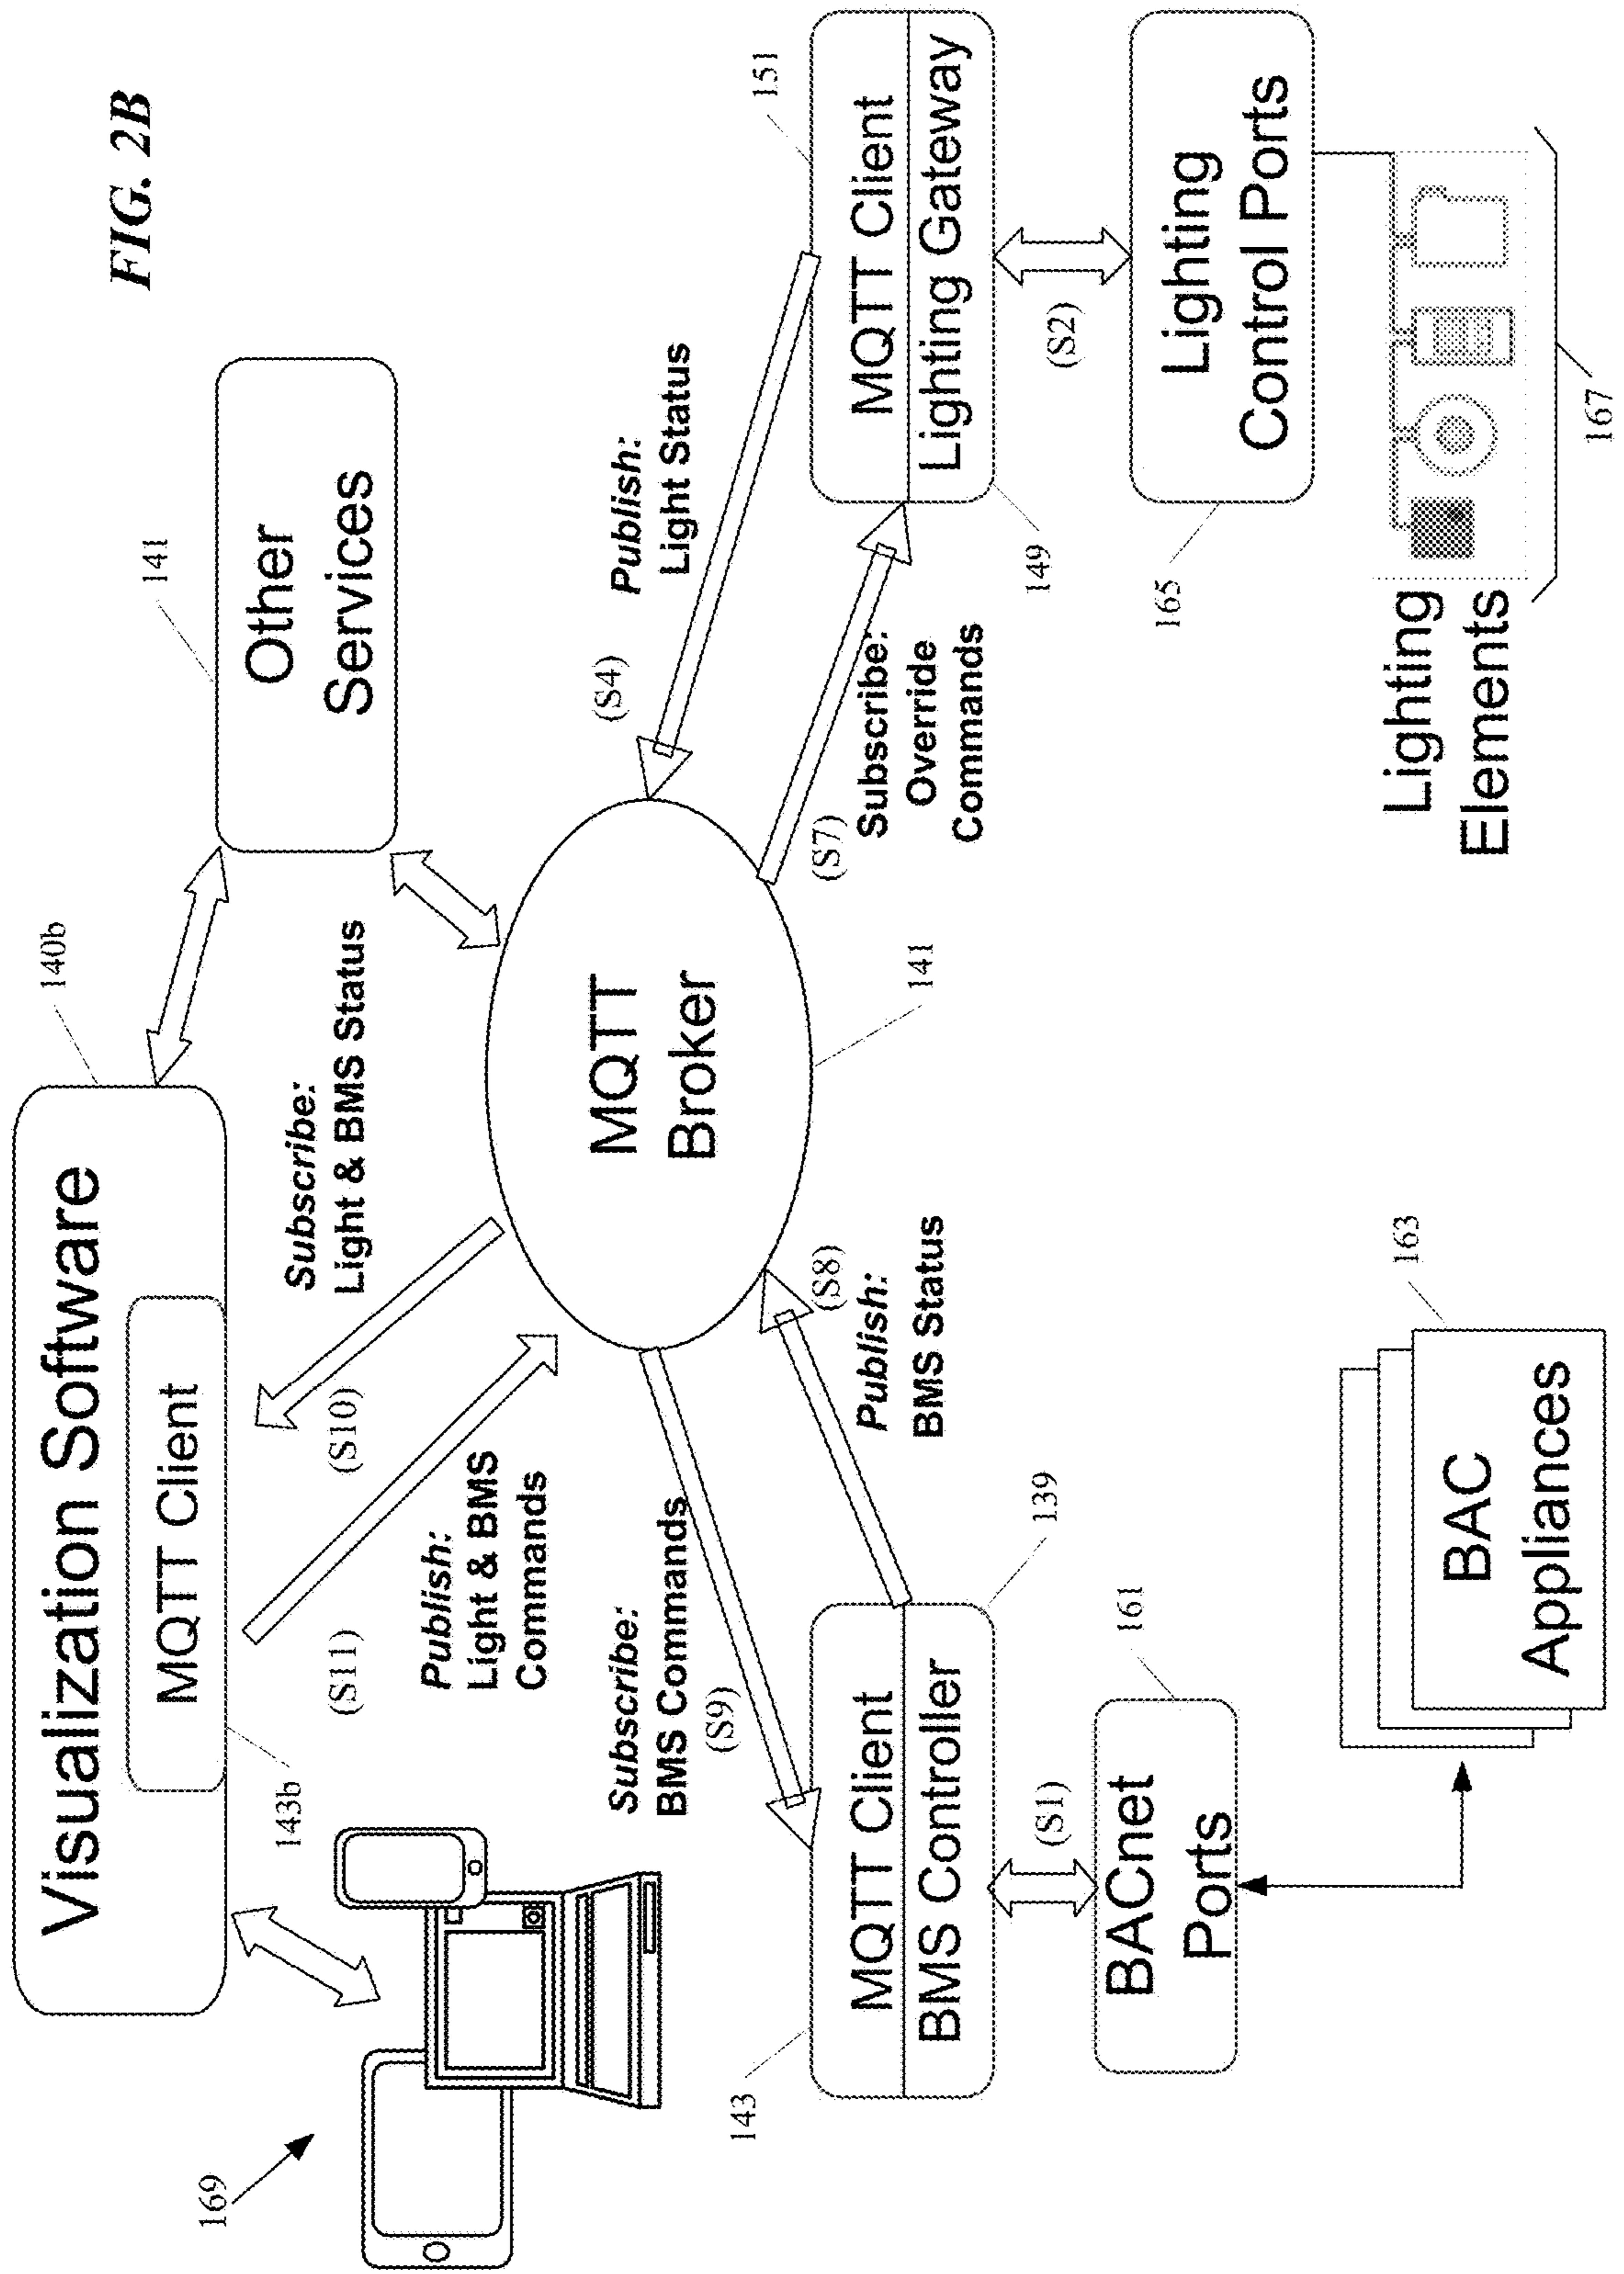 FIG. 2B
140b
Visualization Software
MQTT Client
143b
141
Other
Services
169
(S11)
(S10)
Subscribe:
Light & BMS Status
Publish:
Light & BMS
Commands
MQTT
Broker
141
Subscribe:
BMS Commands
(S9)
(S8)
Publish:
BMS Status
(S4)
Publish:
Light Status
(S7)
Subscribe:
Override
Commands
143
MQTT Client
BMS Controller
139
(S1)
BACnet
Ports
161
163
BAC
Appliances
151
MQTT Client
Lighting Gateway
149
(S2)
Lighting
Control Ports
165
Lighting
Elements
167